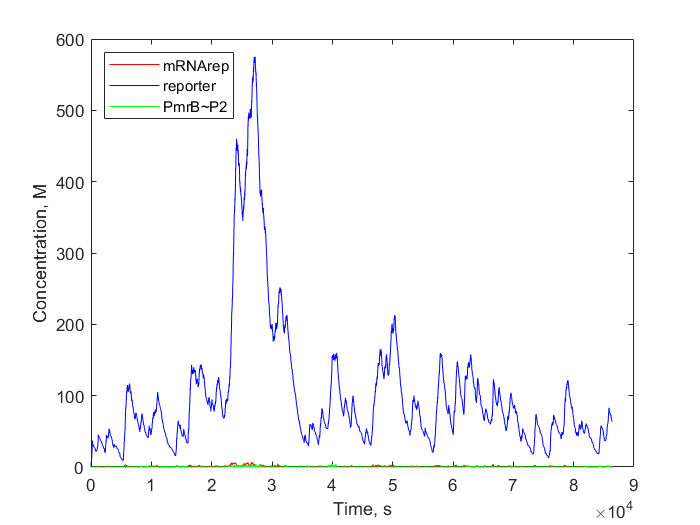 600
500
400
300
200
100
0
Concentration, M
mRNArep
reporter
PmrB~P2
0 1 2 3 4 5 6 7 8 9
Time, s
×10⁴